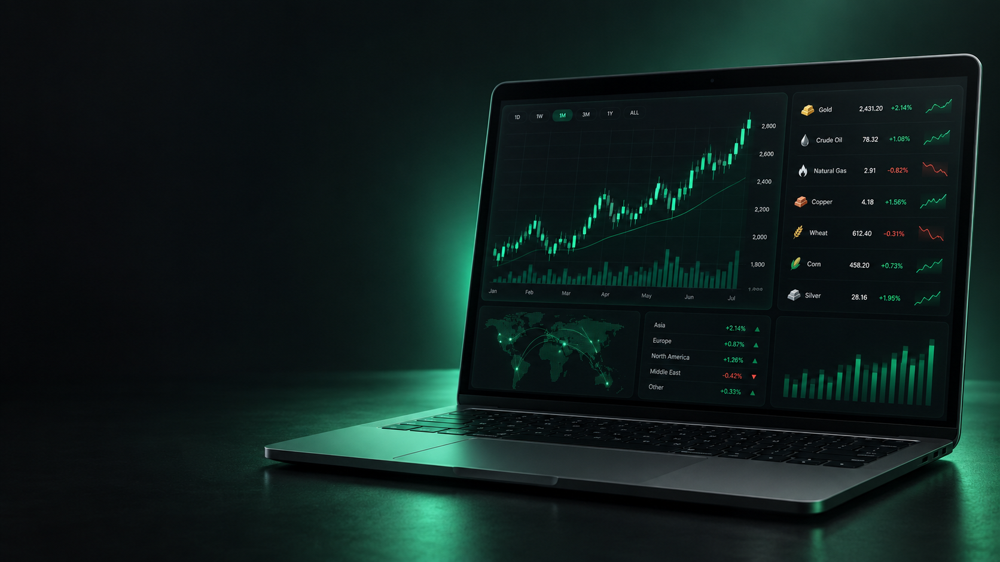 1D 1W 1M 3M 1Y ALL
2,800
2,600
2,400
2,200
2,000
1,800
Jan Feb Mar Apr May Jun Jul
Gold 2,431.20 +2.14%
Crude Oil 78.32 +1.08%
Natural Gas 2.91 -0.82%
Copper 4.18 +1.56%
Wheat 612.40 -0.31%
Corn 458.20 +0.73%
Silver 28.16 +1.95%
Asia +2.14% ▲
Europe +0.87% ▲
North America +1.26% ▲
Middle East -0.42% ▼
Other +0.33% ▲